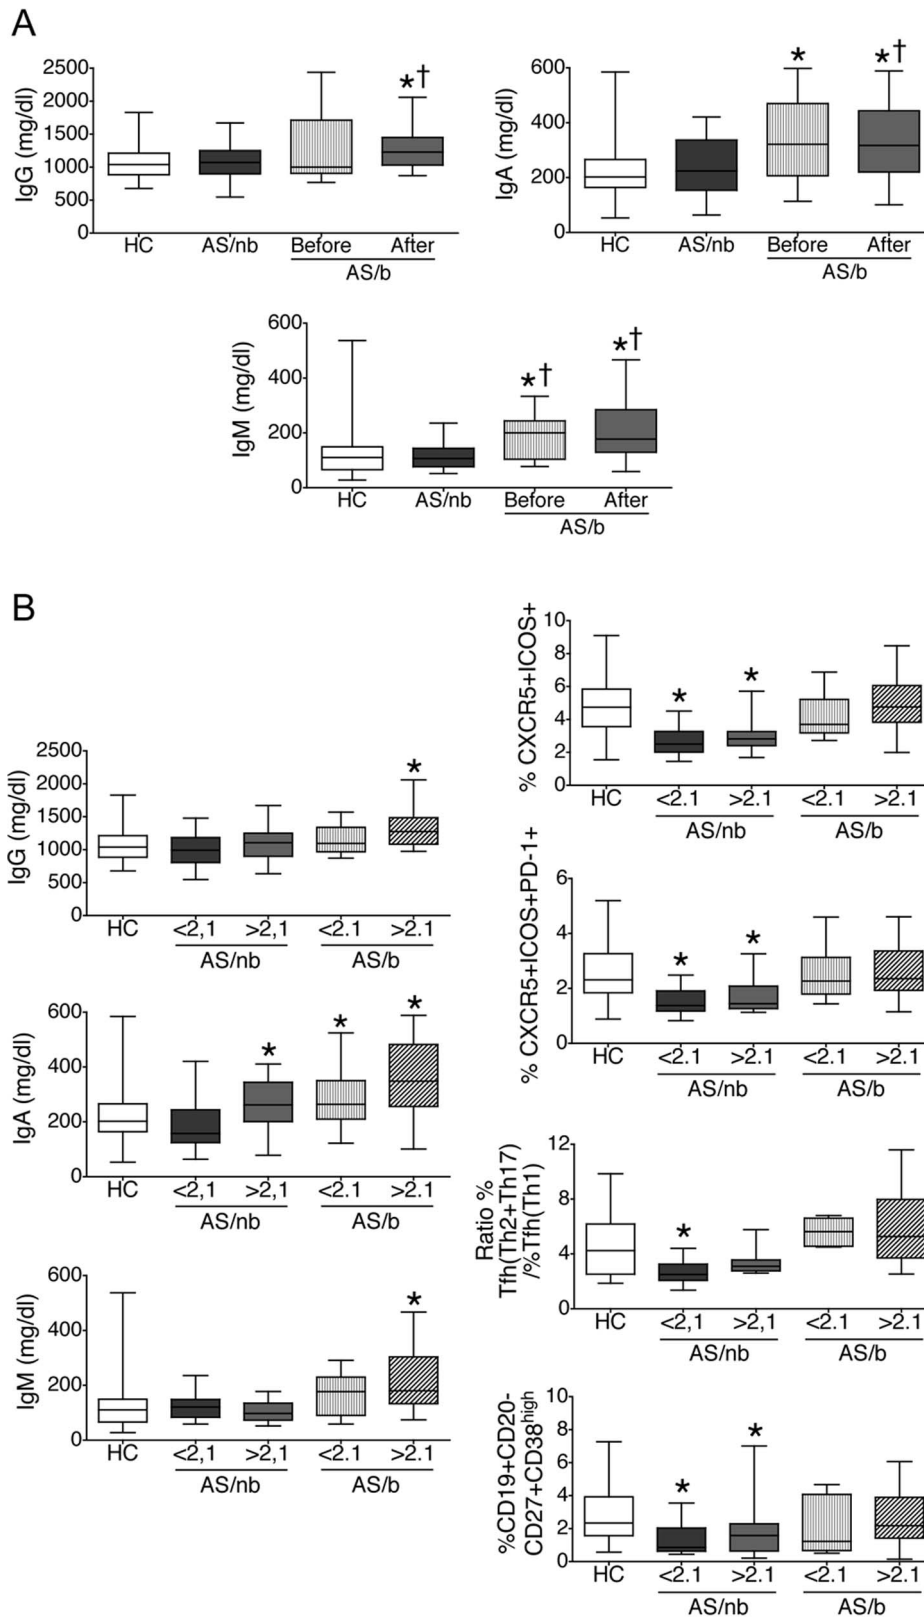 A
IgG (mg/dl)
2500
2000
1500
1000
500
0
*†
HC AS/nb Before After
AS/b
IgA (mg/dl)
600
400
200
0
* *†
HC AS/nb Before After
AS/b
IgM (mg/dl)
600
400
200
0
*† *†
HC AS/nb Before After
AS/b
B
IgG (mg/dl)
2500
2000
1500
1000
500
0
*
HC <2,1 >2,1 <2.1 >2.1
AS/nb AS/b
IgA (mg/dl)
600
400
200
0
* * *
HC <2,1 >2,1 <2.1 >2.1
AS/nb AS/b
IgM (mg/dl)
600
400
200
0
*
HC <2,1 >2,1 <2.1 >2.1
AS/nb AS/b
% CXCR5+ICOS+
10
8
6
4
2
0
* *
HC <2.1 >2.1 <2.1 >2.1
AS/nb AS/b
% CXCR5+ICOS+PD-1+
6
4
2
0
* *
HC <2.1 >2.1 <2.1 >2.1
AS/nb AS/b
Ratio %
Tfh(Th2+Th17)
/%Tfh(Th1)
12
8
4
0
*
HC <2,1 >2,1 <2.1 >2.1
AS/nb AS/b
%CD19+CD20-
CD27+CD38high
10
8
6
4
2
0
* *
HC <2.1 >2.1 <2.1 >2.1
AS/nb AS/b